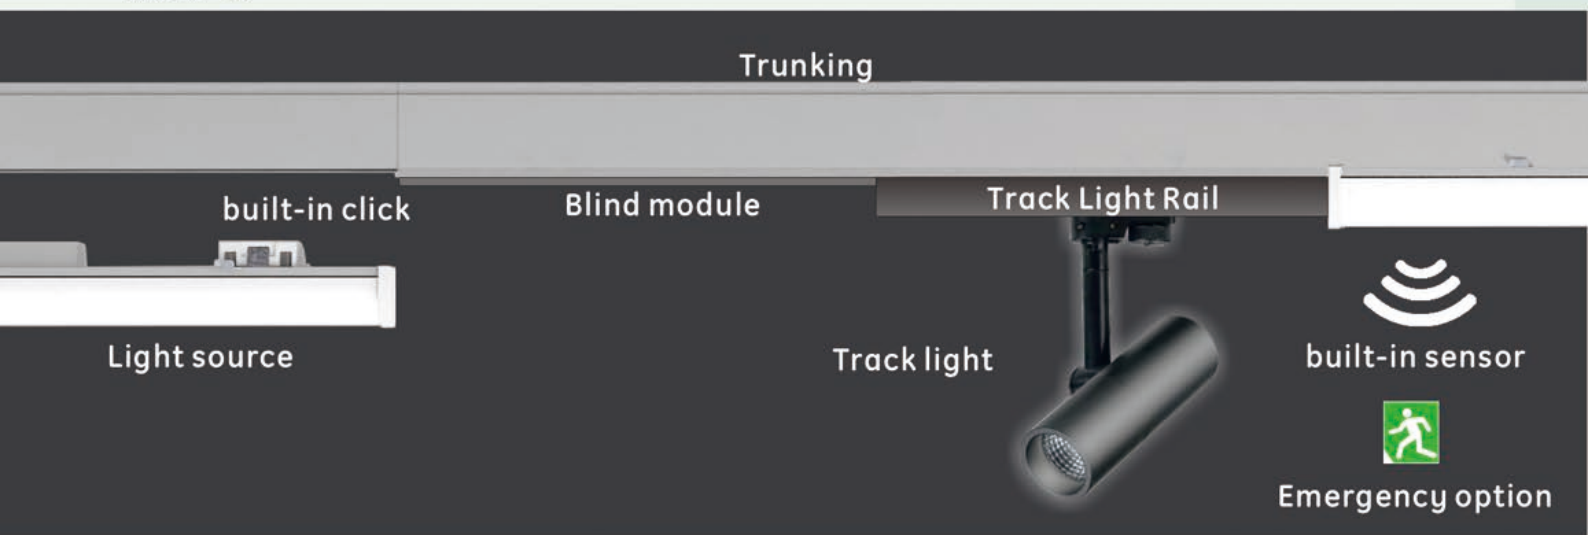 Trunking
built-in click
Blind module
Track Light Rail
Light source
Track light
built-in sensor
Emergency option